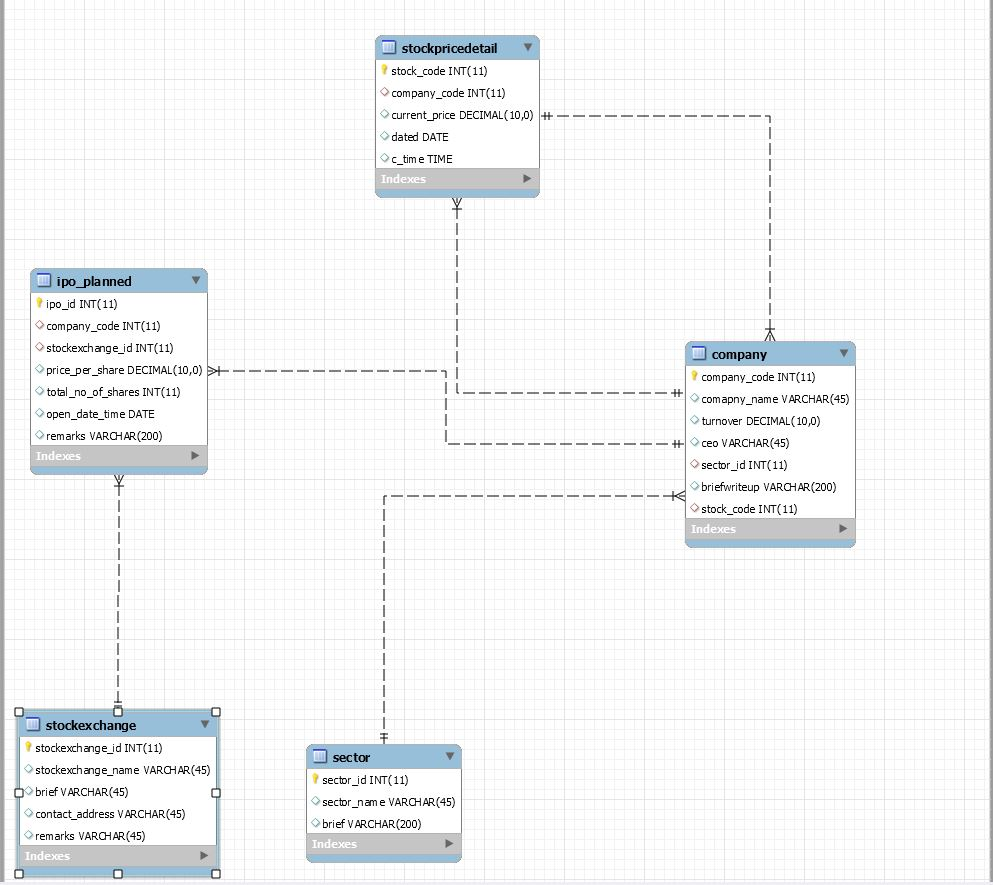 stockpricedetail
stock_code INT(11)
company_code INT(11)
current_price DECIMAL(10,0)
dated DATE
c_time TIME
Indexes
ipo_planned
ipo_id INT(11)
company_code INT(11)
stockexchange_id INT(11)
price_per_share DECIMAL(10,0)
total_no_of_shares INT(11)
open_date_time DATE
remarks VARCHAR(200)
Indexes
company
company_code INT(11)
comapny_name VARCHAR(45)
turnover DECIMAL(10,0)
ceo VARCHAR(45)
sector_id INT(11)
briefwriteup VARCHAR(200)
stock_code INT(11)
Indexes
stockexchange
stockexchange_id INT(11)
stockexchange_name VARCHAR(45)
brief VARCHAR(45)
contact_address VARCHAR(45)
remarks VARCHAR(45)
Indexes
sector
sector_id INT(11)
sector_name VARCHAR(45)
brief VARCHAR(200)
Indexes